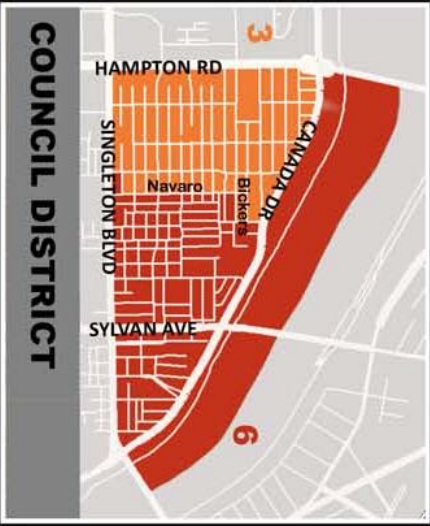 COUNCIL DISTRICT
3
HAMPTON RD
SINGLETON BLVD
CANADA DR
Navaro
Bickers
SYLVAN AVE
6